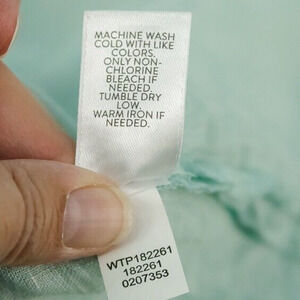 MACHINE WASH
COLD WITH LIKE
COLORS.
ONLY NON-
CHLORINE
BLEACH IF
NEEDED.
TUMBLE DRY
LOW.
WARM IRON IF
NEEDED.
WTP182261
182261
0207353